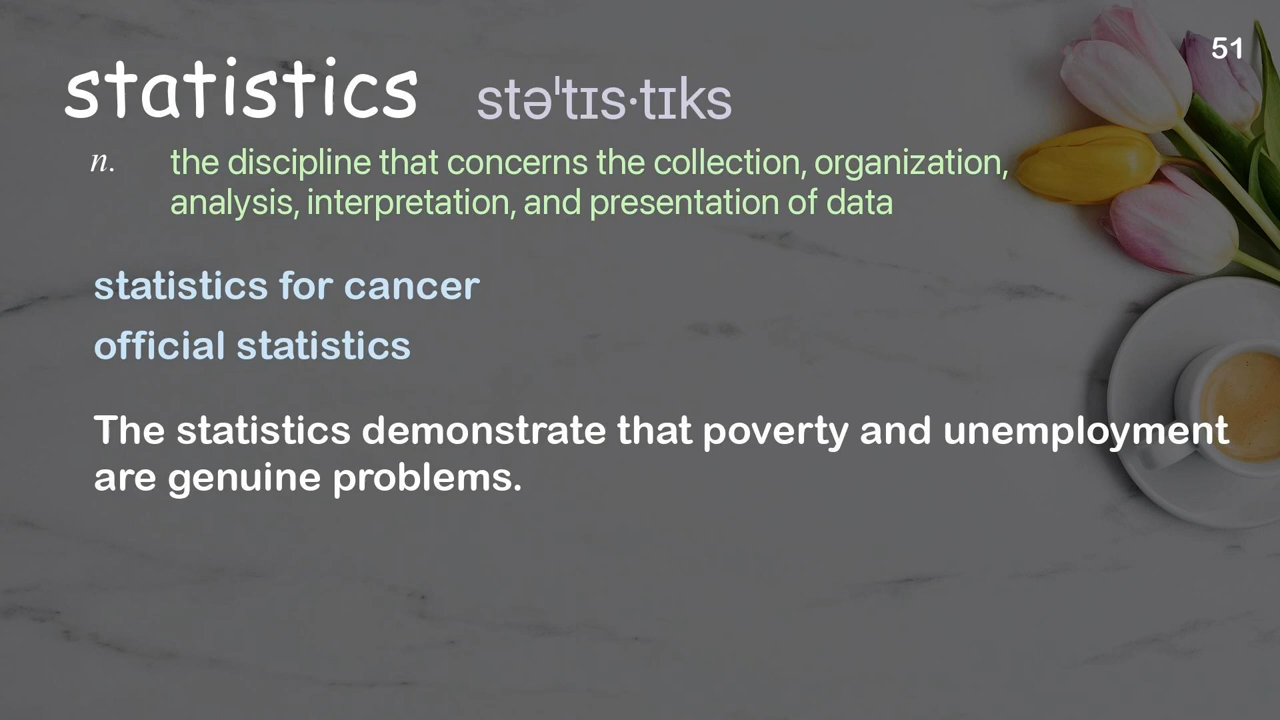 51
statistics stəˈtɪs·tɪks
n. the discipline that concerns the collection, organization,
analysis, interpretation, and presentation of data
statistics for cancer
official statistics
The statistics demonstrate that poverty and unemployment
are genuine problems.